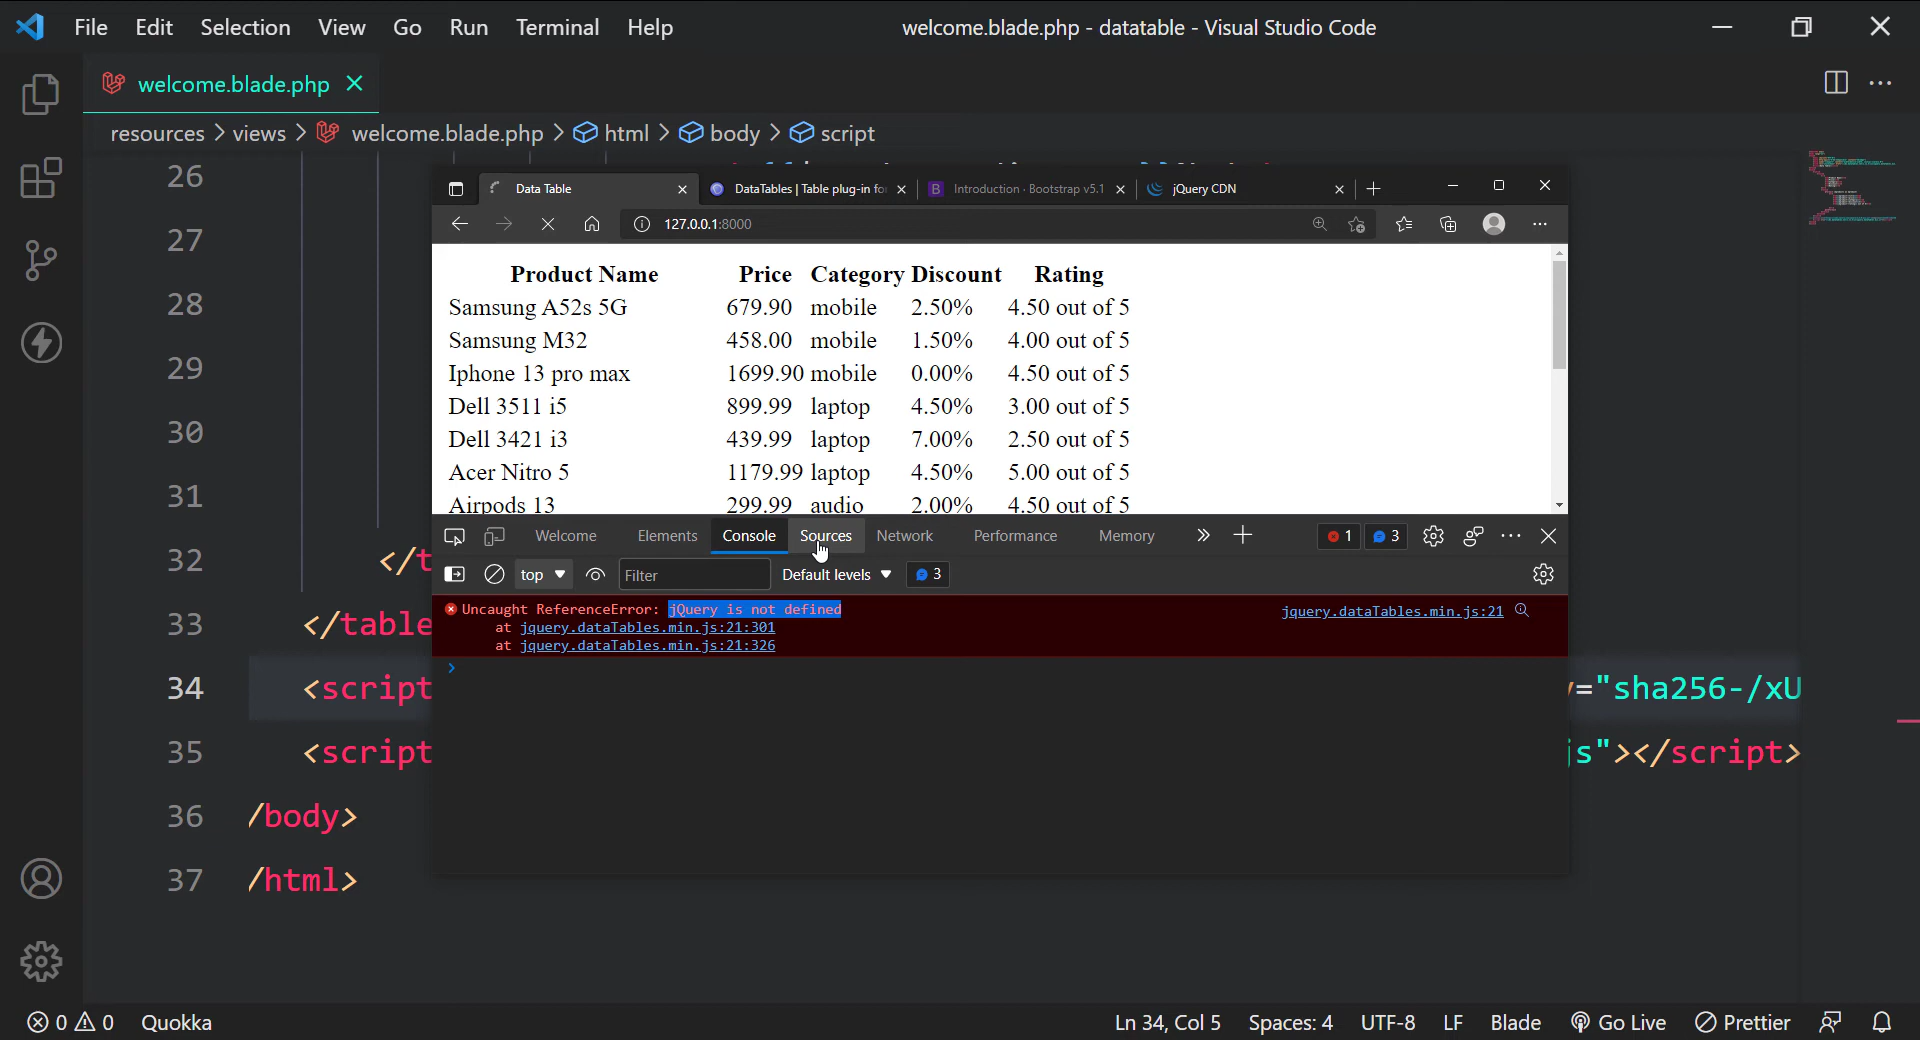 File Edit Selection View Go Run Terminal Help welcome.blade.php - datatable - Visual Studio Code
welcome.blade.php
resources > views > welcome.blade.php > html > body > script
Data Table DataTables | Table plug-in fo Introduction · Bootstrap v5.1 jQuery CDN
127.0.0.1:8000
Product Name Price Category Discount Rating
Samsung A52s 5G 679.90 mobile 2.50% 4.50 out of 5
Samsung M32 458.00 mobile 1.50% 4.00 out of 5
Iphone 13 pro max 1699.90 mobile 0.00% 4.50 out of 5
Dell 3511 i5 899.99 laptop 4.50% 3.00 out of 5
Dell 3421 i3 439.99 laptop 7.00% 2.50 out of 5
Acer Nitro 5 1179.99 laptop 4.50% 5.00 out of 5
Airpods 13 299.99 audio 2.00% 4.50 out of 5
Welcome Elements Console Sources Network Performance Memory 1 3
top Filter Default levels 3
Uncaught ReferenceError: jQuery is not defined jquery.dataTables.min.js:21
at jquery.dataTables.min.js:21:301
at jquery.dataTables.min.js:21:326
26
27
28
29
30
31
32 </t
33 </table
34 <script ="sha256-/xU
35 <script js"></script>
36 /body>
37 /html>
0 0 Quokka Ln 34, Col 5 Spaces: 4 UTF-8 LF Blade Go Live Prettier